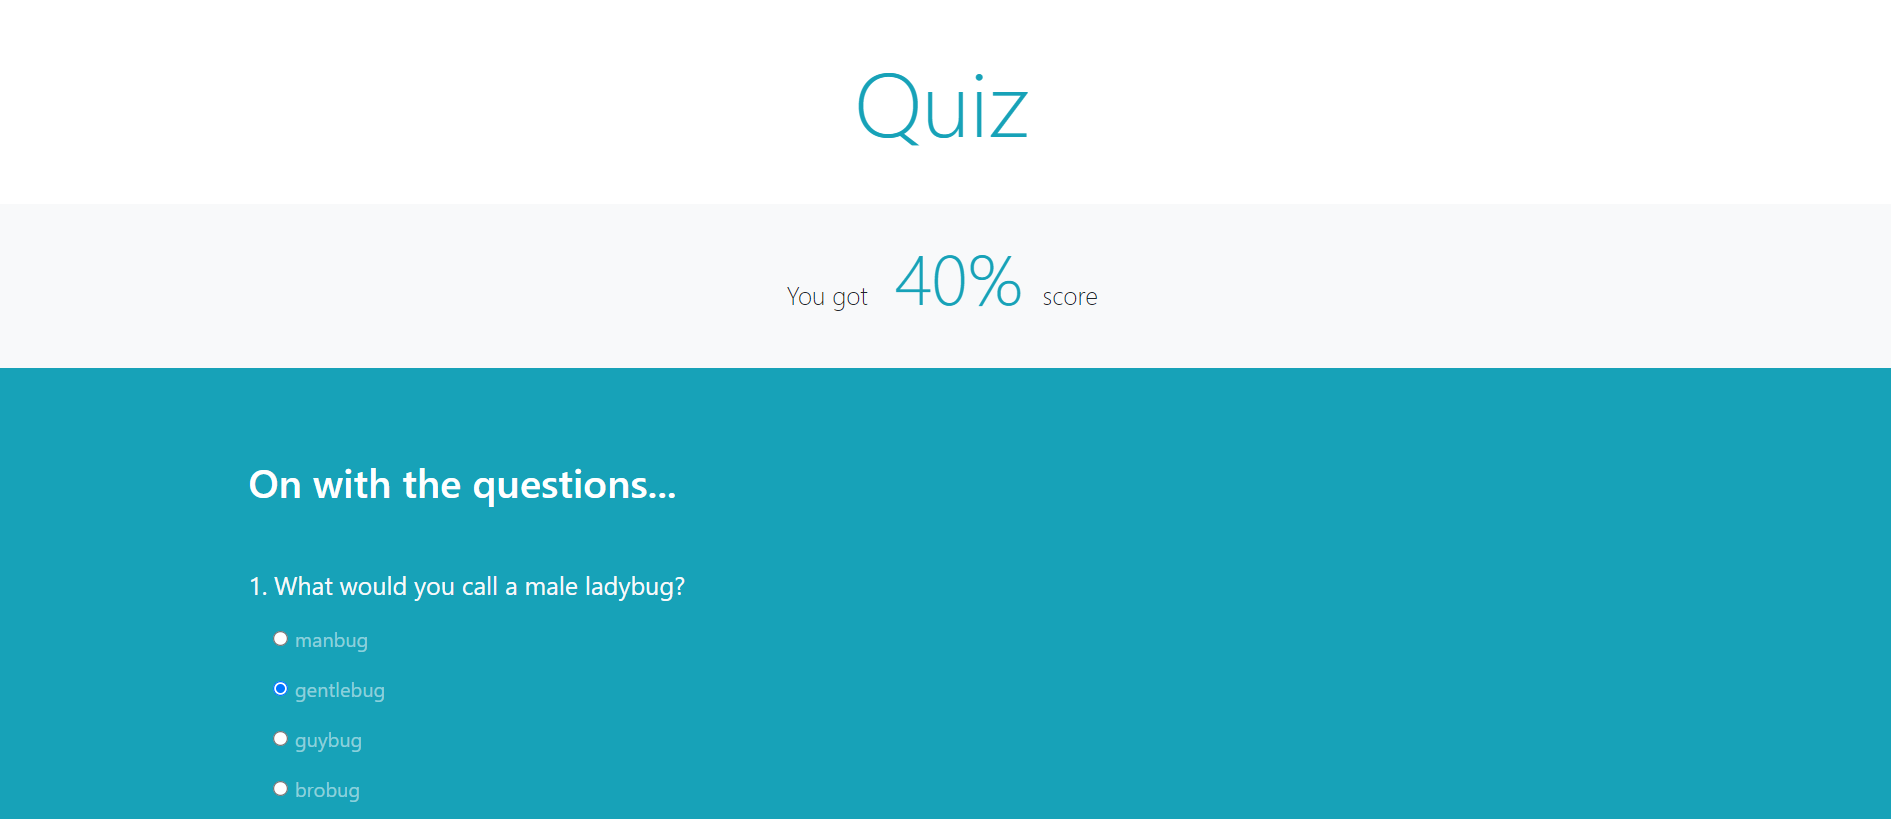 Quiz
You got 40% score
On with the questions...
1. What would you call a male ladybug?
manbug
gentlebug
guybug
brobug